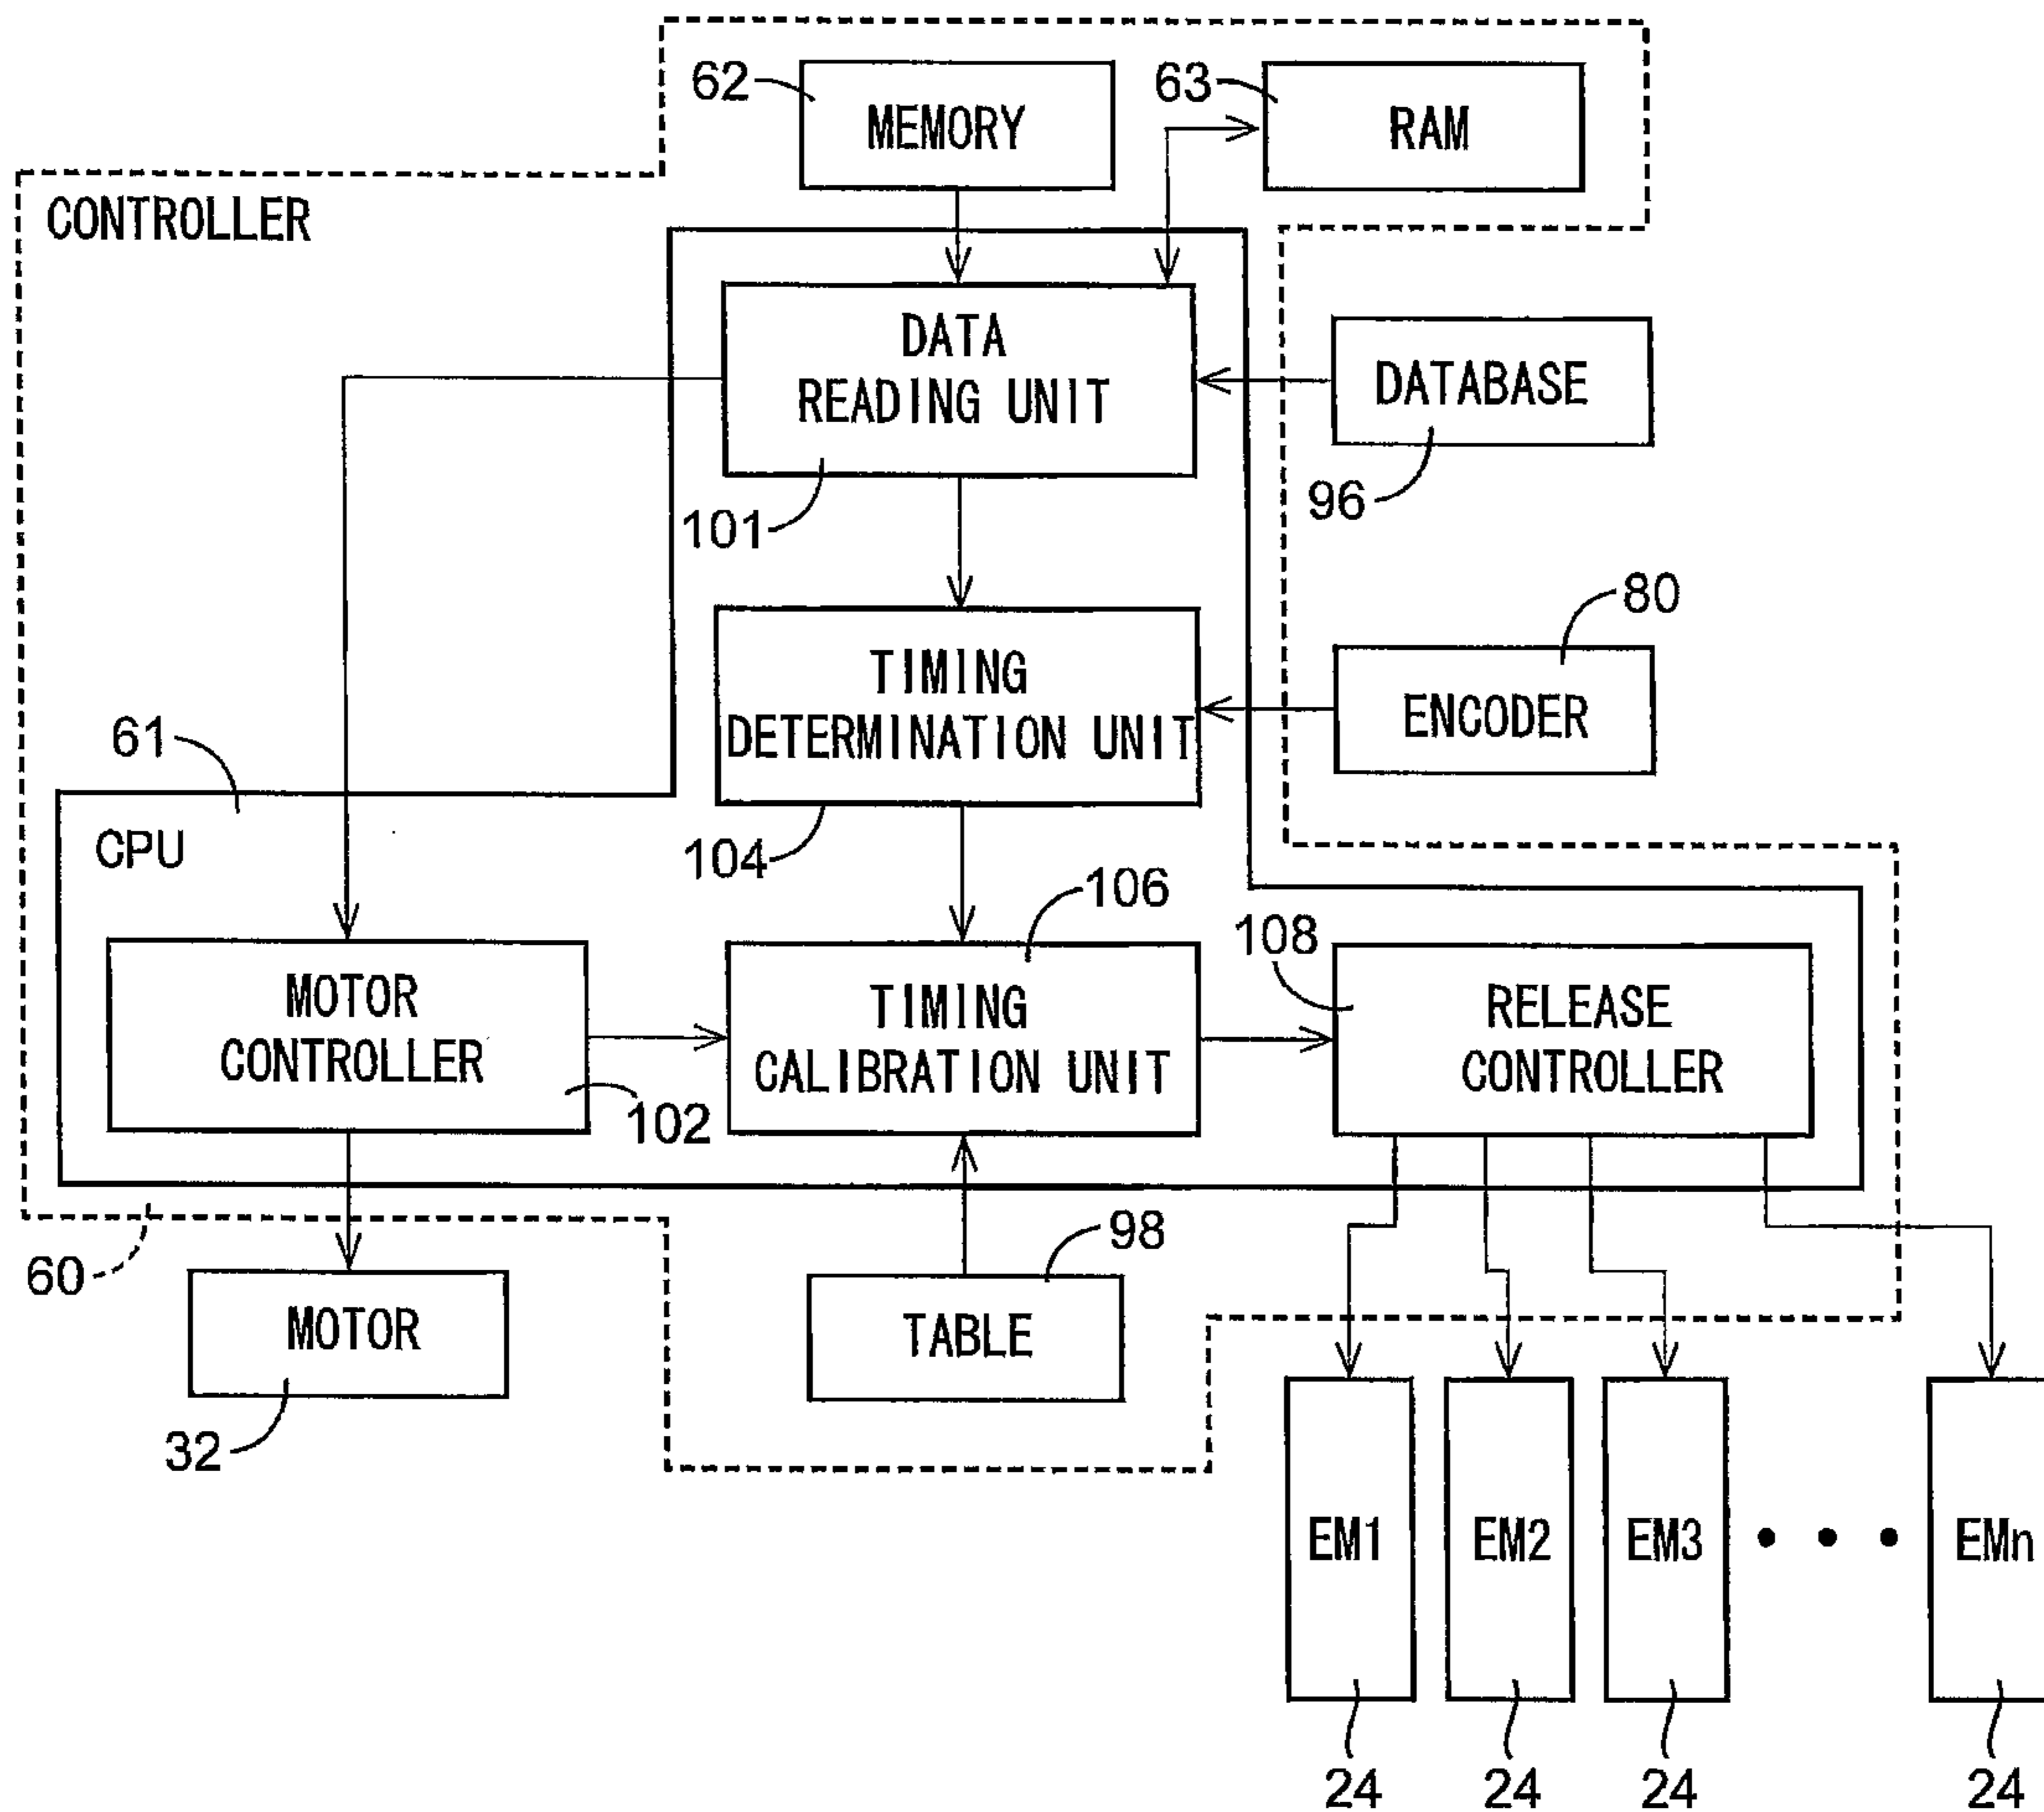 62
MEMORY
63
RAM
CONTROLLER
DATA
READING UNIT
101
DATABASE
96
TIMING
DETERMINATION UNIT
104
80
ENCODER
61
CPU
106
108
MOTOR
CONTROLLER
102
TIMING
CALIBRATION UNIT
RELEASE
CONTROLLER
60
MOTOR
32
98
TABLE
EM1
EM2
EM3
• • •
EMn
24
24
24
24